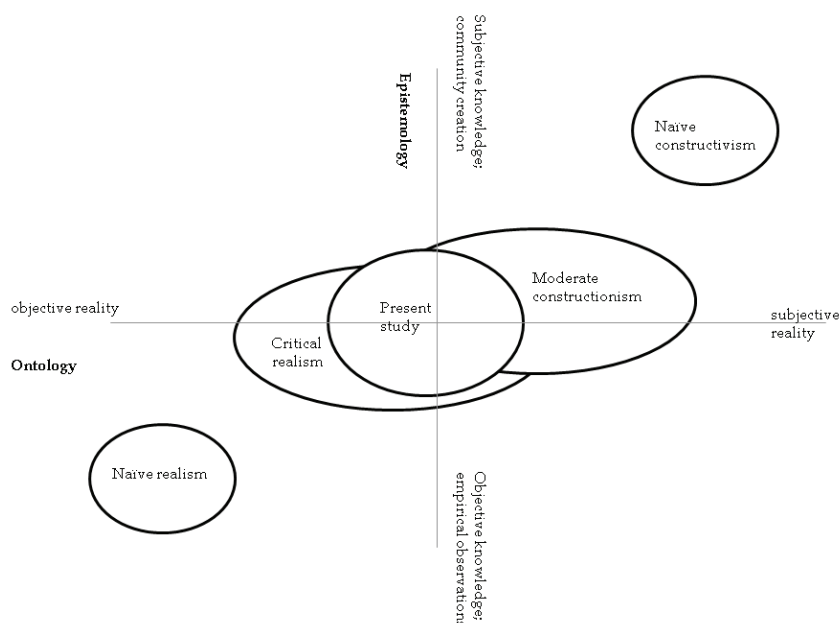 Subjective knowledge;
community creation
Epistemology
Naïve
constructivism
Moderate
constructionism
Present
study
objective reality
subjective
reality
Critical
realism
Ontology
Naïve realism
Objective knowledge;
empirical observations